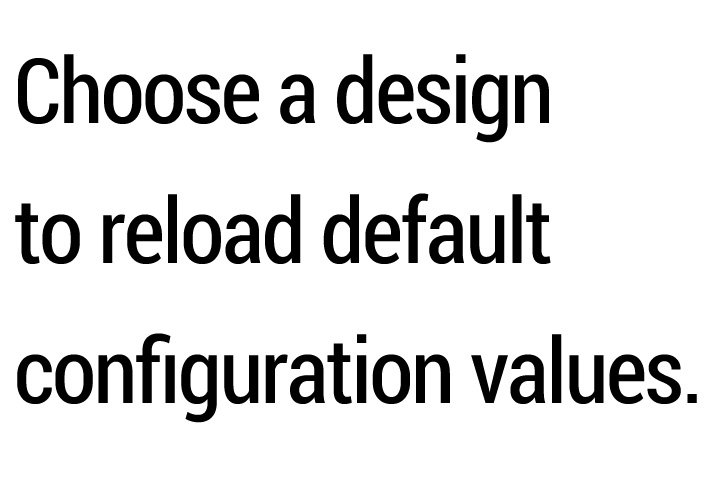 Choose a design
to reload default
configuration values.